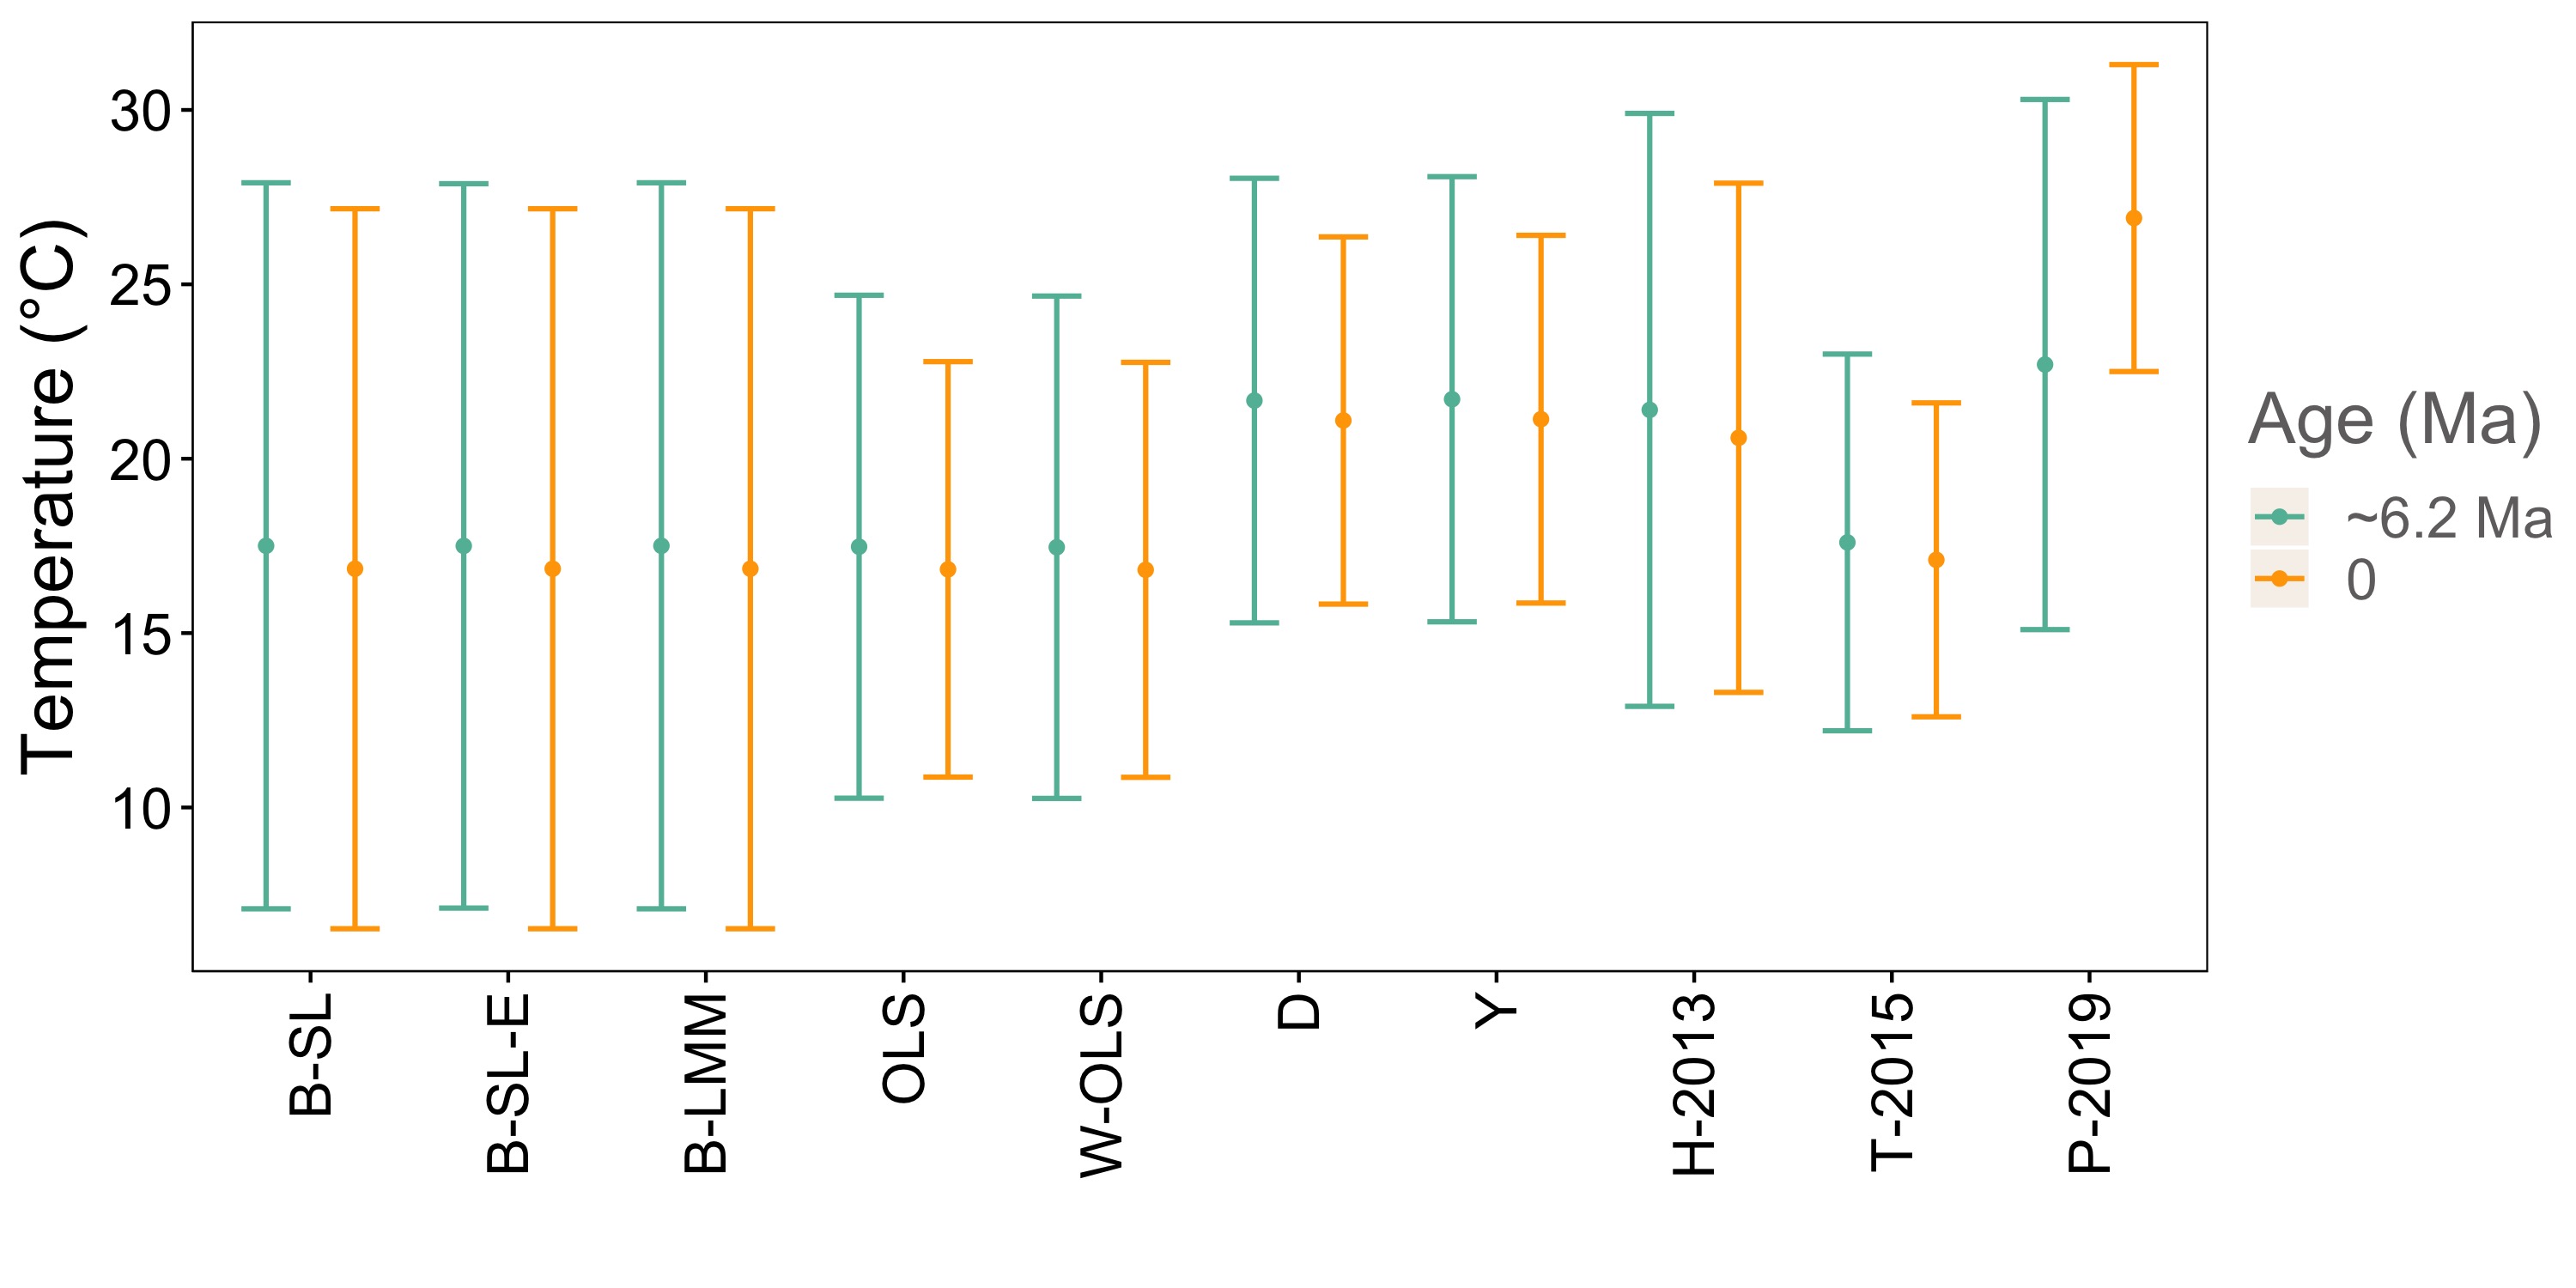 Temperature (°C)
30
25
20
15
10
B-SL
B-SL-E
B-LMM
OLS
W-OLS
D
Y
H-2013
T-2015
P-2019
Age (Ma)
~6.2 Ma
0